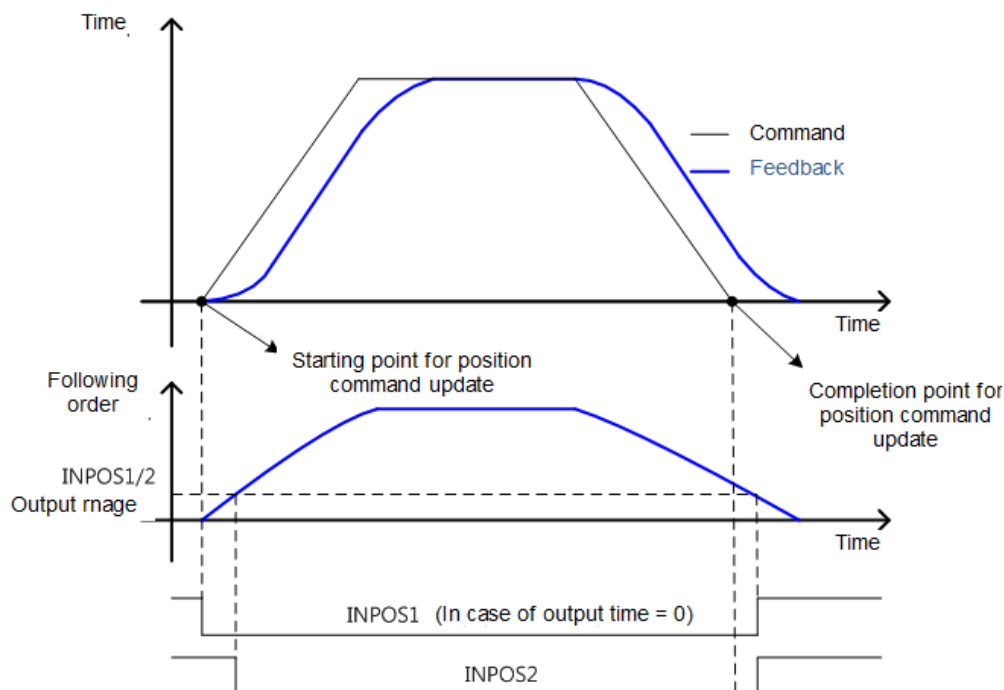 Time
Command
Feedback
Time
Starting point for position
command update
Completion point for
position command
update
Following
order
INPOS1/2
Output rnage
Time
INPOS1 (In case of output time = 0)
INPOS2